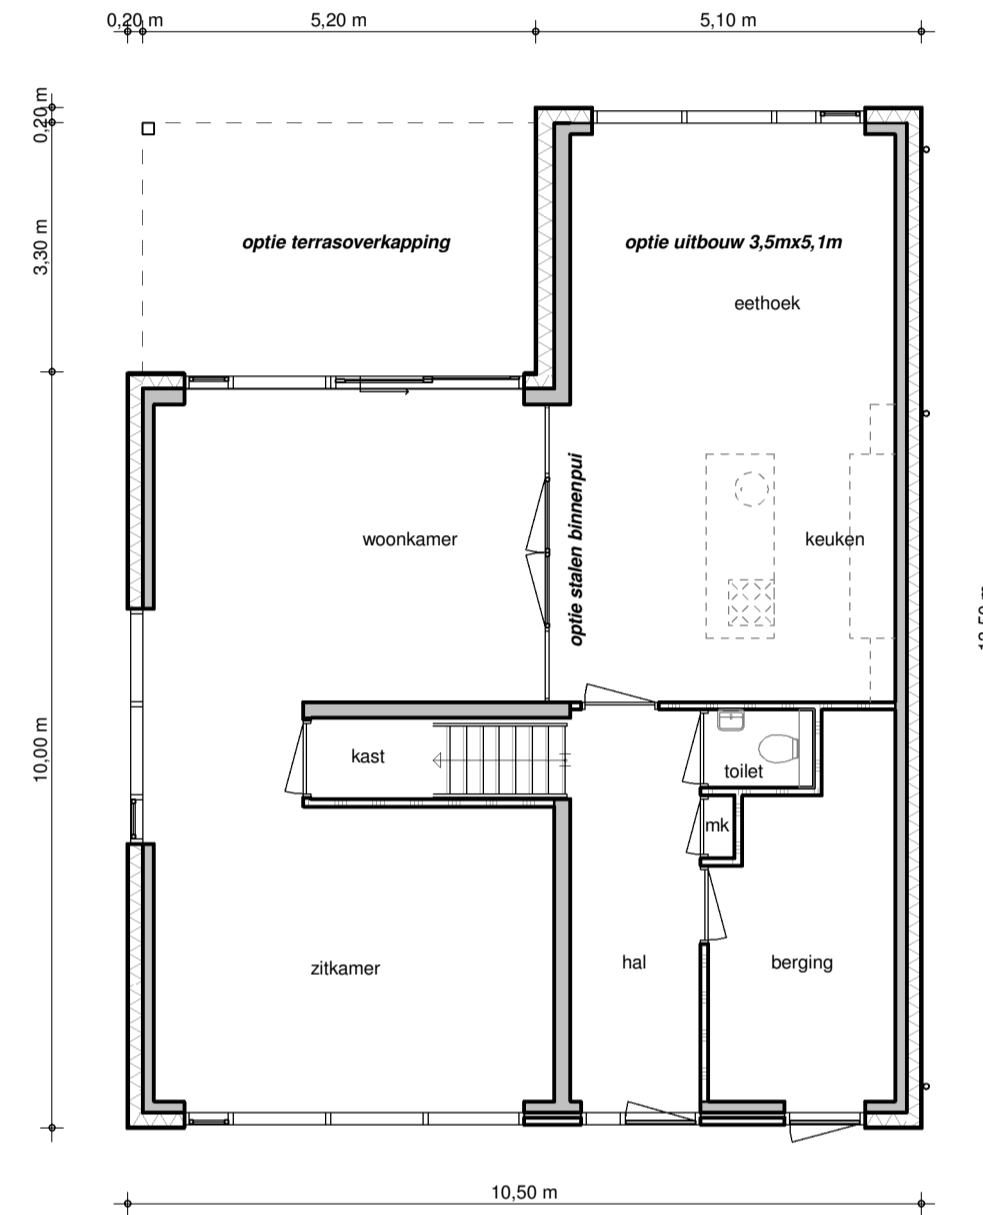 0,20 m
5,20 m
5,10 m
0,20 m
3,30 m
optie terrasoverkapping
optie uitbouw 3,5mx5,1m
eethoek
woonkamer
optie stalen binnenpui
keuken
10,00 m
kast
toilet
mk
zitkamer
hal
berging
10,50 m